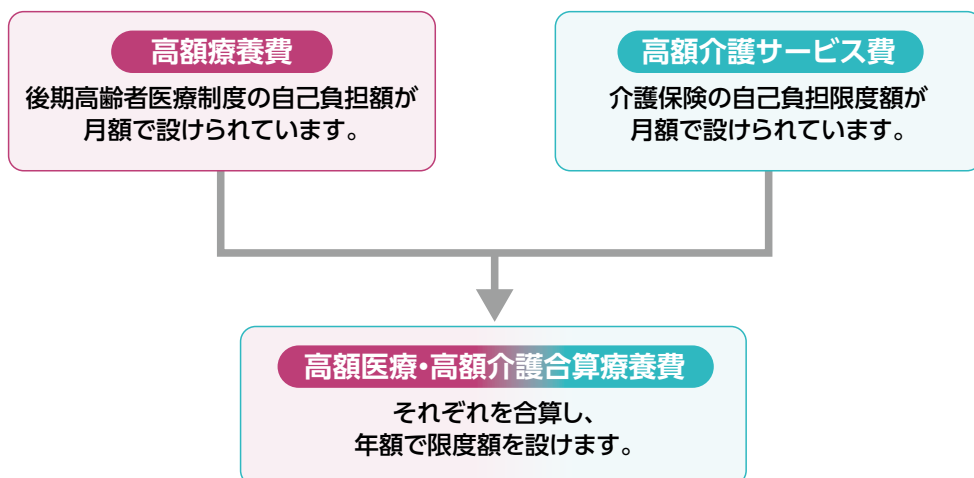 高額療養費
後期高齢者医療制度の自己負担額が
月額で設けられています。
高額介護サービス費
介護保険の自己負担限度額が
月額で設けられています。
高額医療・高額介護合算療養費
それぞれを合算し、
年額で限度額を設けます。